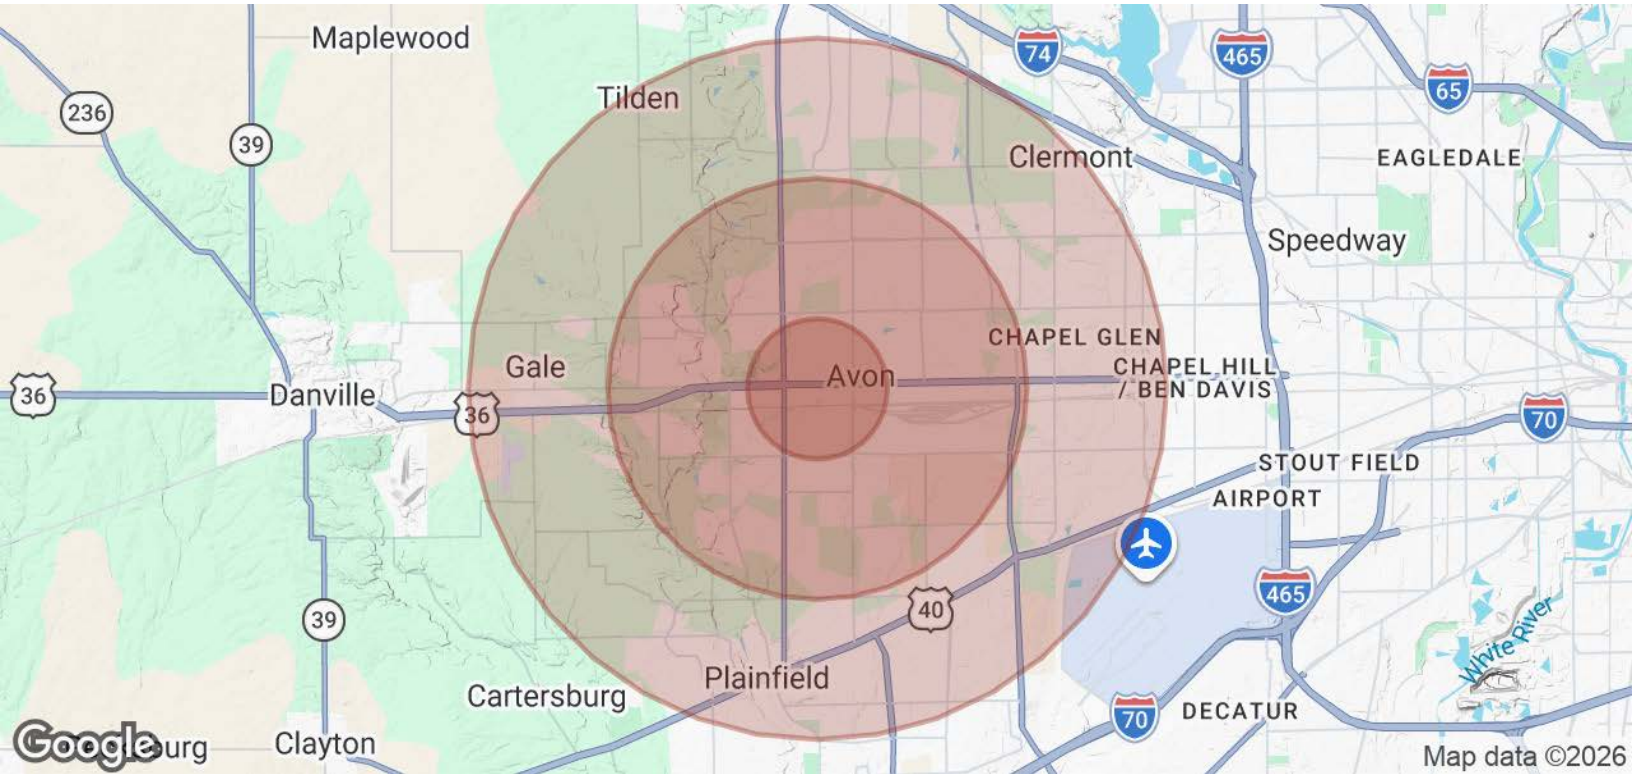 Maplewood
74
465
65
Tilden
236
39
Clermont
EAGLEDALE
Speedway
CHAPEL GLEN
Gale
Avon
CHAPEL HILL
/ BEN DAVIS
36
Danville
36
70
STOUT FIELD
AIRPORT
465
39
40
White River
Plainfield
Cartersburg
70
DECATUR
Google
Clayton
Map data ©2026